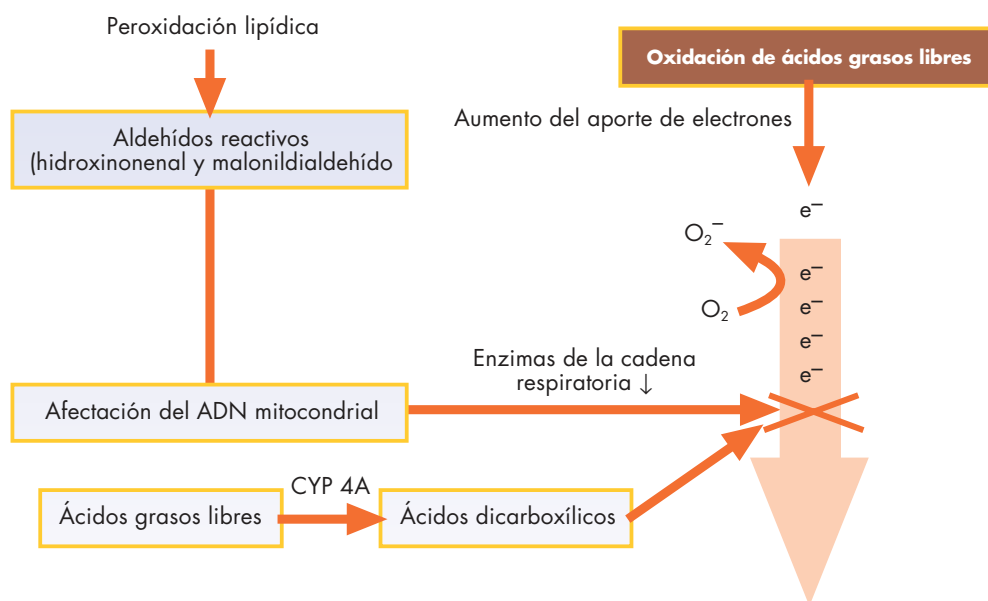 Peroxidación lipídica
Oxidación de ácidos grasos libres
Aumento del aporte de electrones
Aldehídos reactivos
(hidroxinonenal y malonildialdehído
e⁻
O₂⁻
e⁻
O₂
e⁻
e⁻
e⁻
Enzimas de la cadena
respiratoria ↓
Afectación del ADN mitocondrial
CYP 4A
Ácidos grasos libres
Ácidos dicarboxílicos